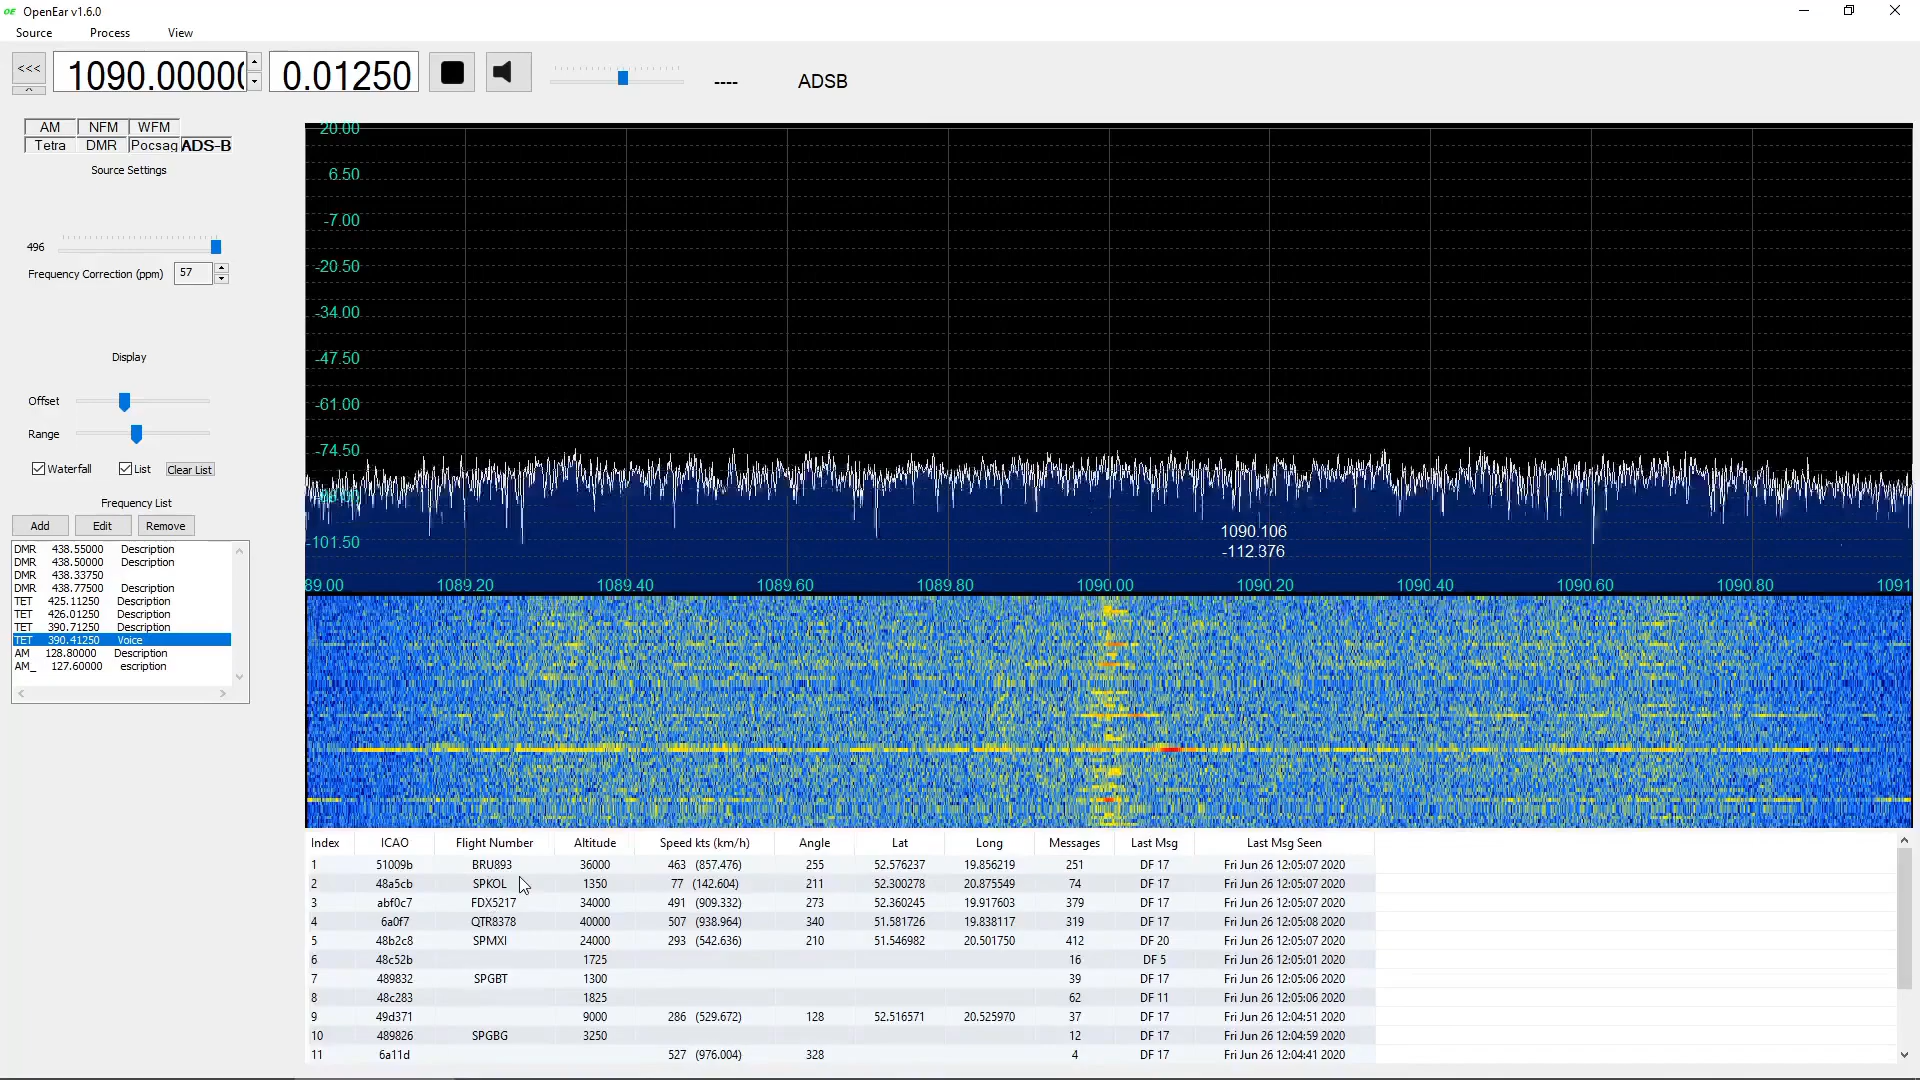 OE OpenEar v1.6.0
Source Process View
<<< 1090.0000 0.01250 ---- ADSB
^
AM NFM WFM
Tetra DMR Pocsag ADS-B
Source Settings
496
Frequency Correction (ppm) 57
Display
Offset
Range
Waterfall List Clear List
Frequency List
Add Edit Remove
DMR 438.55000 Description
DMR 438.50000 Description
DMR 438.33750
DMR 438.77500 Description
TET 425.11250 Description
TET 426.01250 Description
TET 390.71250 Description
TET 390.41250 Voice
AM 128.80000 Description
AM_ 127.60000 escription
20.00
6.50
-7.00
-20.50
-34.00
-47.50
-61.00
-74.50
-101.50
1090.106
-112.376
89.00 1089.20 1089.40 1089.60 1089.80 1090.00 1090.20 1090.40 1090.60 1090.80 1091
Index ICAO Flight Number Altitude Speed kts (km/h) Angle Lat Long Messages Last Msg Last Msg Seen
1 51009b BRU893 36000 463 (857.476) 255 52.576237 19.856219 251 DF 17 Fri Jun 26 12:05:07 2020
2 48a5cb SPKOL 1350 77 (142.604) 211 52.300278 20.875549 74 DF 17 Fri Jun 26 12:05:07 2020
3 abf0c7 FDX5217 34000 491 (909.332) 273 52.360245 19.917603 379 DF 17 Fri Jun 26 12:05:07 2020
4 6a0f7 QTR8378 40000 507 (938.964) 340 51.581726 19.838117 319 DF 17 Fri Jun 26 12:05:08 2020
5 48b2c8 SPMXI 24000 293 (542.636) 210 51.546982 20.501750 412 DF 20 Fri Jun 26 12:05:07 2020
6 48c52b 1725 16 DF 5 Fri Jun 26 12:05:01 2020
7 489832 SPGBT 1300 39 DF 17 Fri Jun 26 12:05:06 2020
8 48c283 1825 62 DF 11 Fri Jun 26 12:05:06 2020
9 49d371 9000 286 (529.672) 128 52.516571 20.525970 37 DF 17 Fri Jun 26 12:04:51 2020
10 489826 SPGBG 3250 12 DF 17 Fri Jun 26 12:04:59 2020
11 6a11d 527 (976.004) 328 4 DF 17 Fri Jun 26 12:04:41 2020